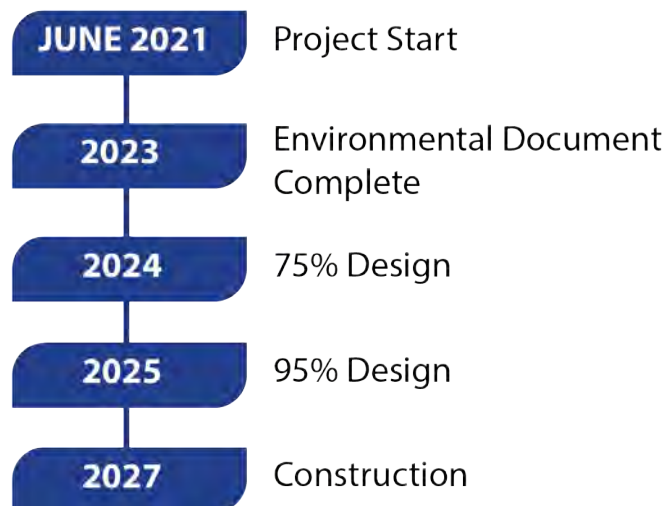 JUNE 2021 Project Start
2023 Environmental Document
Complete
2024 75% Design
2025 95% Design
2027 Construction